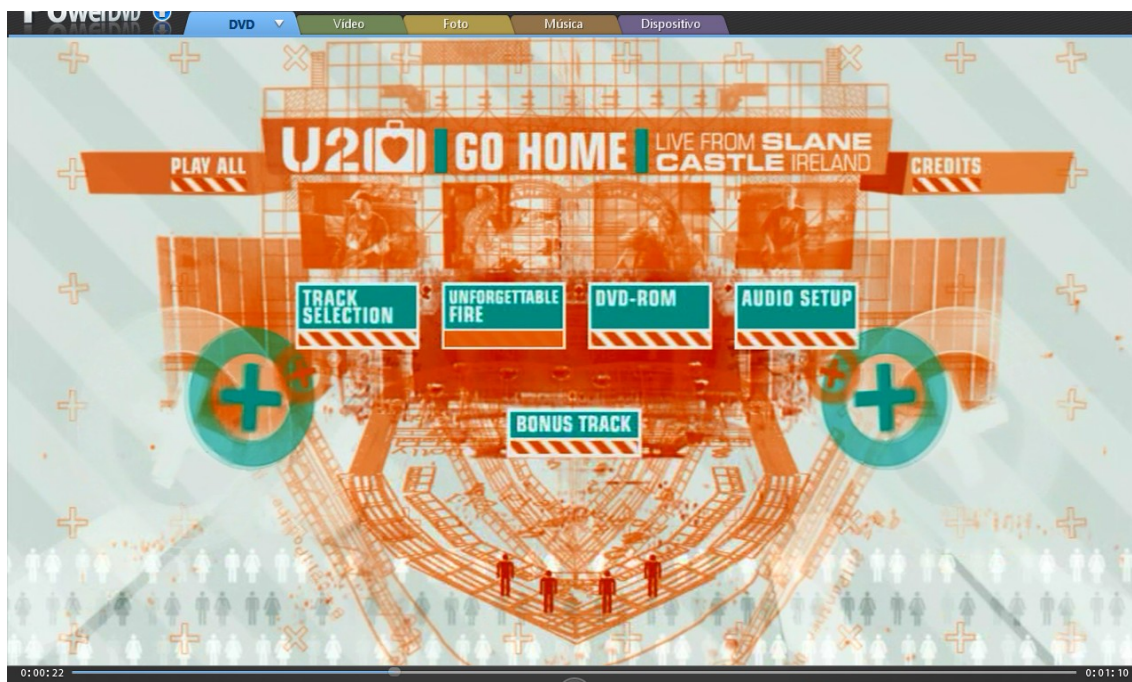 PowerDVD
DVD Vídeo Foto Música Dispositivo
U2 GO HOME LIVE FROM SLANE
CASTLE IRELAND
PLAY ALL
CREDITS
TRACK
SELECTION
UNFORGETTABLE
FIRE
DVD-ROM
AUDIO SETUP
BONUS TRACK
0:00:22
0:01:10